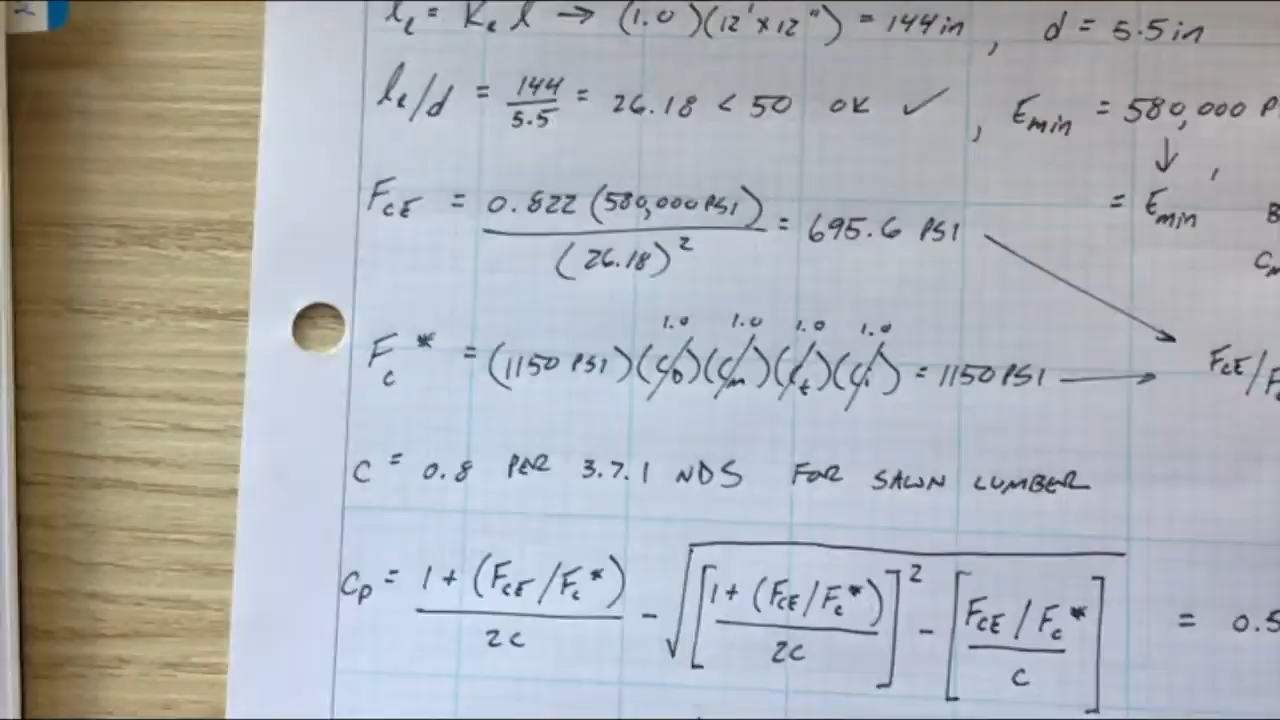 lₑ = Kₑ l → (1.0)(12'×12") = 144in , d = 5.5in
lₑ/d = 144/5.5 = 26.18 < 50 OK ✓ , Emin = 580,000 P
↓
= Emin'
FcE = 0.822 (580,000 PSI) / (26.18)² = 695.6 PSI
1.0 1.0 1.0 1.0
Fc* = (1150 PSI)(CD)(Cm)(Ct)(Ci) = 1150 PSI → FcE/F
C = 0.8 PER 3.7.1 NDS FOR SAWN LUMBER
Cp = 1 + (FcE/Fc*) / 2c - √[1 + (FcE/Fc*) / 2c]² - [FcE/Fc* / c] = 0.5